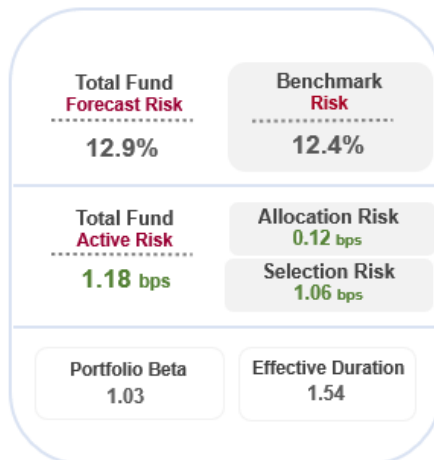 Total Fund
Forecast Risk
12.9%
Benchmark
Risk
12.4%
Total Fund
Active Risk
1.18 bps
Allocation Risk
0.12 bps
Selection Risk
1.06 bps
Portfolio Beta
1.03
Effective Duration
1.54